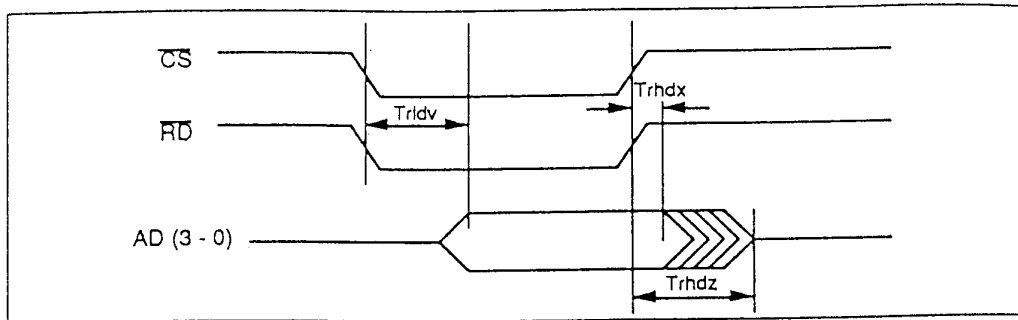 CS
Trhdx
Trldv
RD
AD (3 - 0)
Trhdz